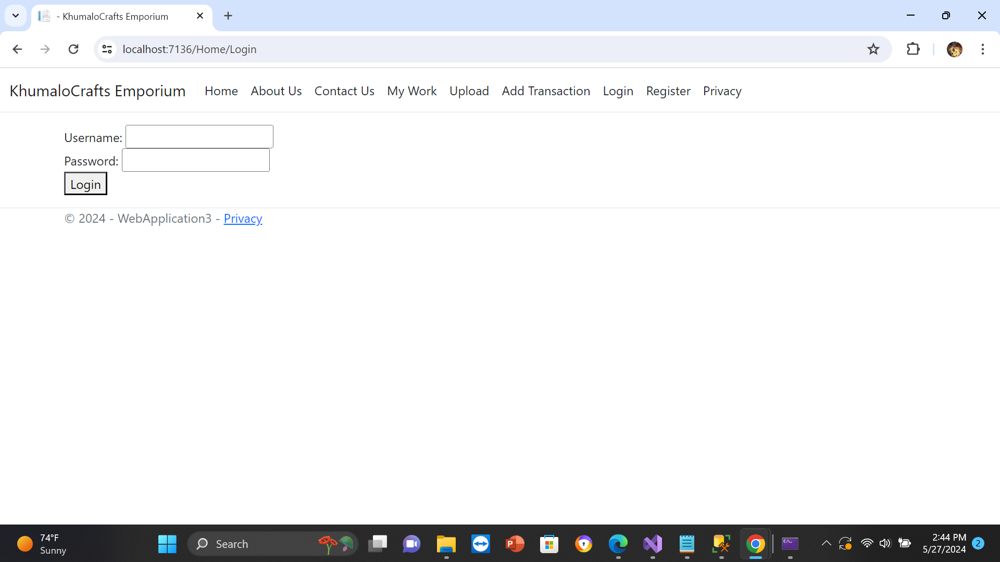 - KhumaloCrafts Emporium
localhost:7136/Home/Login
KhumaloCrafts Emporium Home About Us Contact Us My Work Upload Add Transaction Login Register Privacy
Username:
Password:
Login
© 2024 - WebApplication3 - Privacy
74°F
Sunny
Search
P
C:\_
2:44 PM
5/27/2024
2